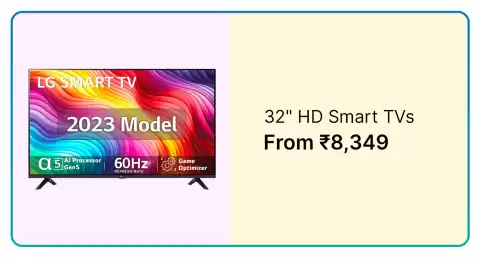 LG SMART TV
2023 Model
α5 AI Processor Gen5
60Hz
REFRESH RATE
Game Optimizer
32" HD Smart TVs
From ₹8,349